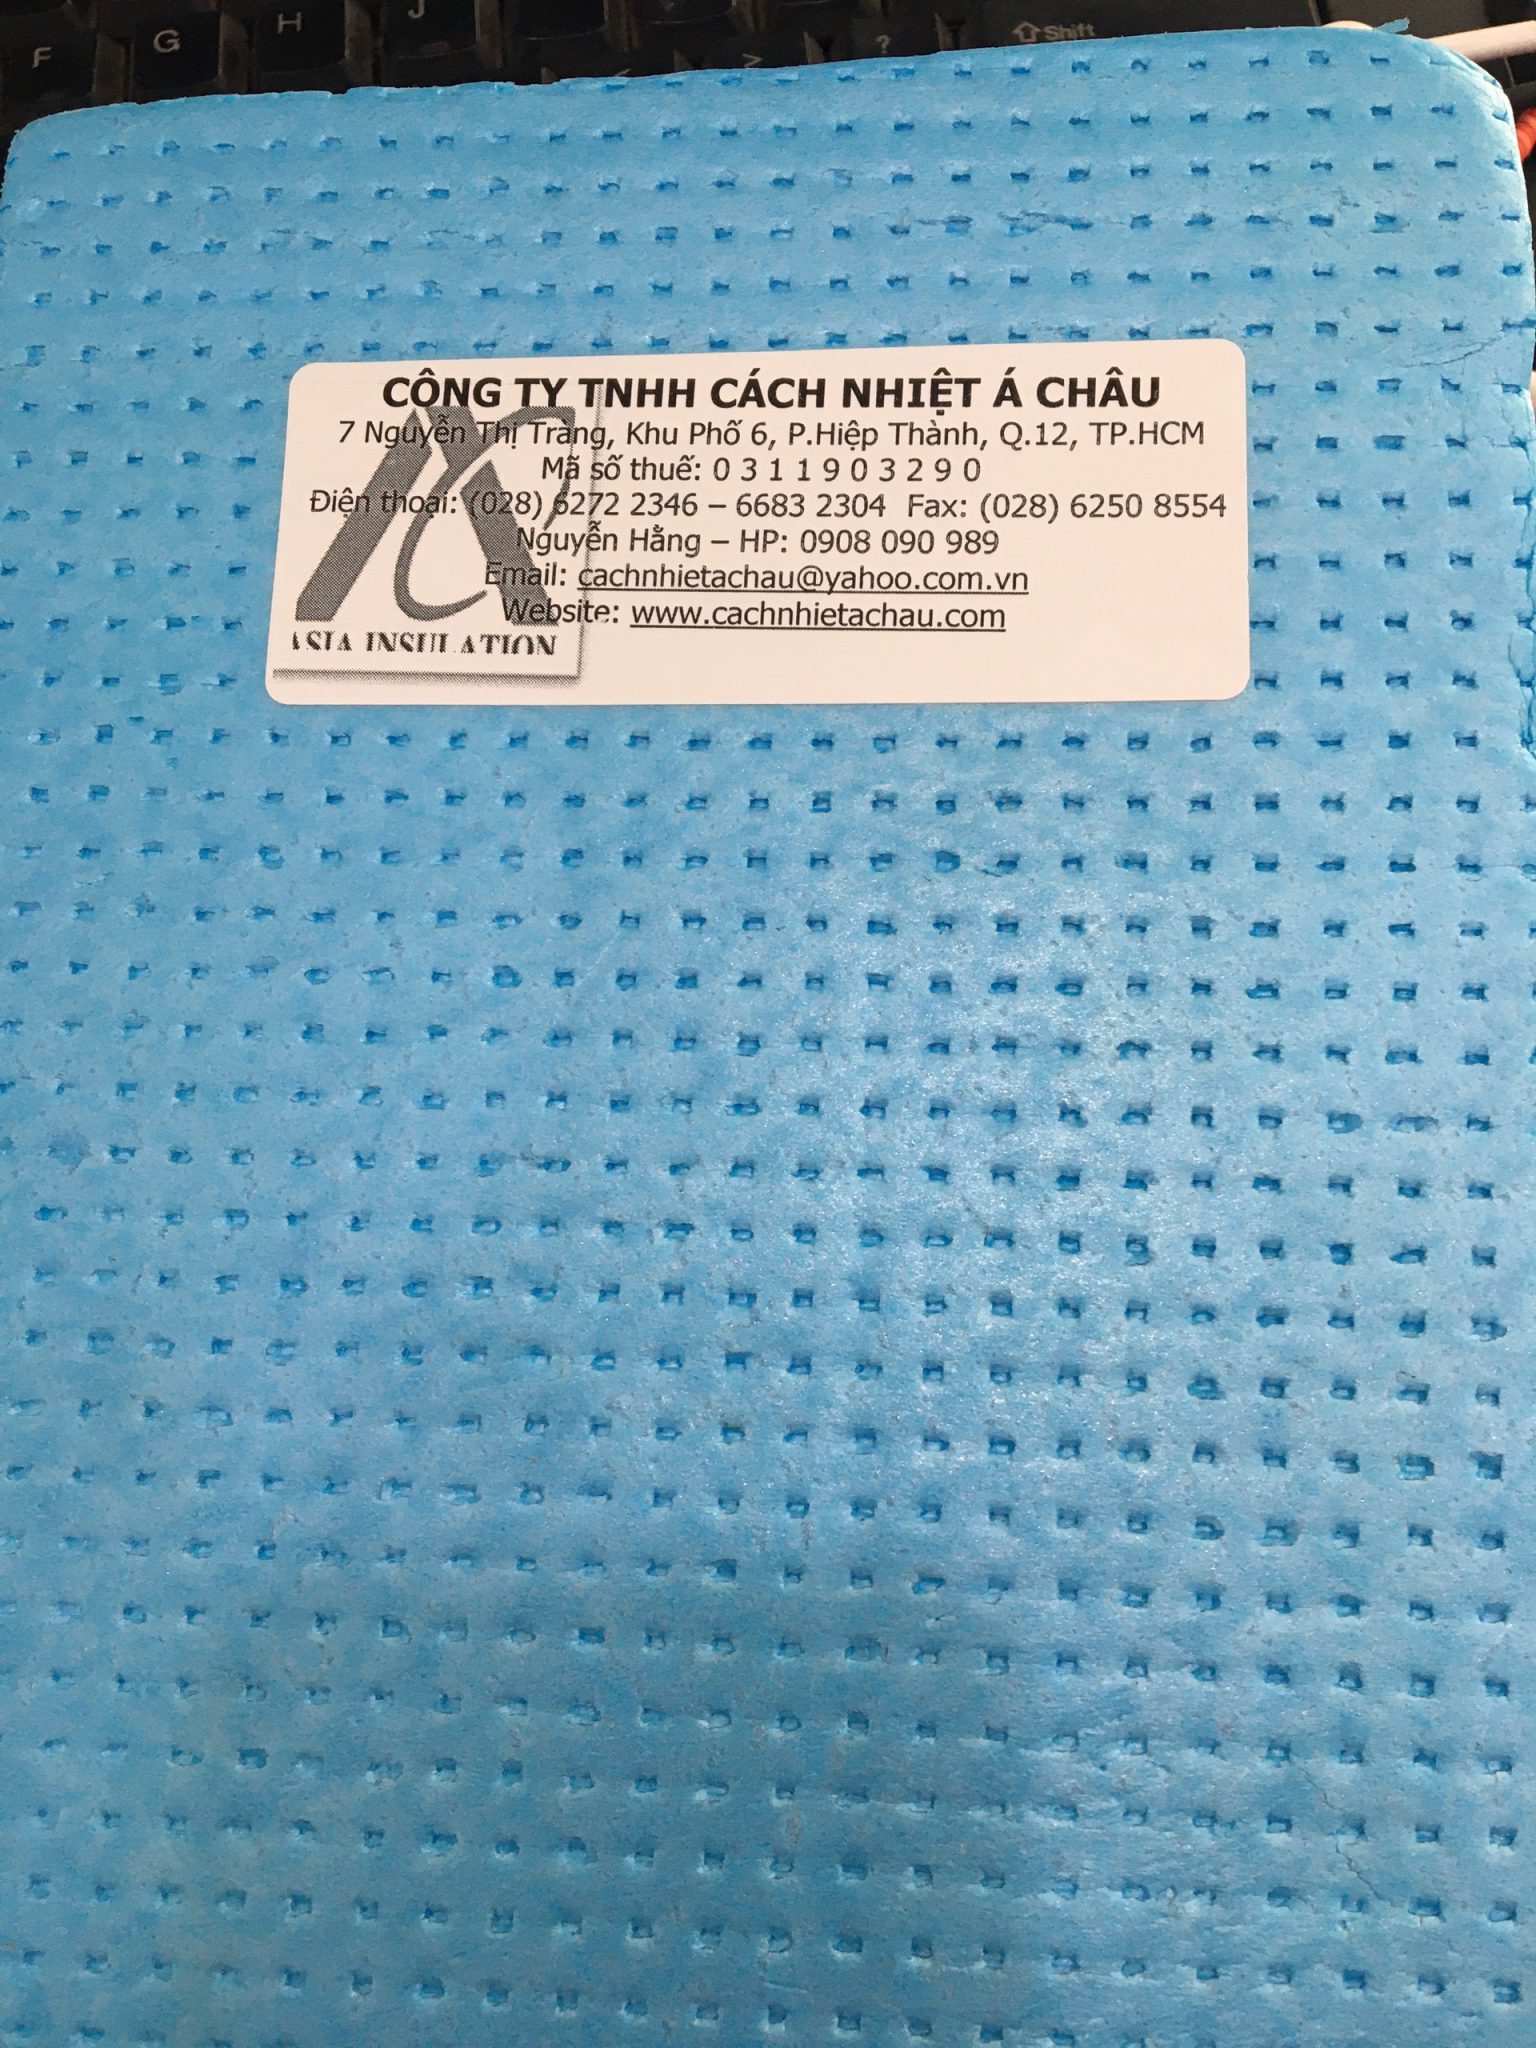 F G H J < > ? Shift
CÔNG TY TNHH CÁCH NHIỆT Á CHÂU
7 Nguyễn Thị Tràng, Khu Phố 6, P.Hiệp Thành, Q.12, TP.HCM
Mã số thuế: 0 3 1 1 9 0 3 2 9 0
Điện thoại: (028) 6272 2346 – 6683 2304 Fax: (028) 6250 8554
Nguyễn Hằng – HP: 0908 090 989
Email: cachnhietachau@yahoo.com.vn
Website: www.cachnhietachau.com
ASIA INSULATION